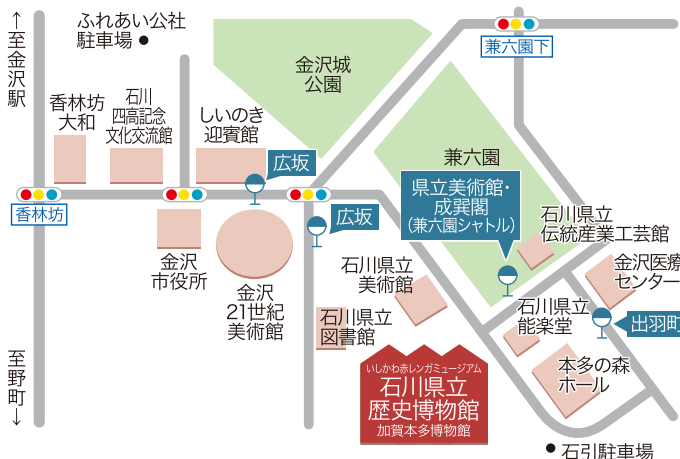 ←至金沢駅
ふれあい公社
駐車場
金沢城
公園
兼六園下
香林坊
大和
石川
四高記念
文化交流館
しいのき
迎賓館
広坂
兼六園
県立美術館・
成巽閣
(兼六園シャトル)
香林坊
広坂
石川県立
伝統産業工芸館
金沢
市役所
金沢
21世紀
美術館
石川県立
美術館
金沢医療
センター
石川県立
図書館
石川県立
能楽堂
出羽町
至野町→
いしかわ赤レンガミュージアム
石川県立
歴史博物館
加賀本多博物館
本多の森
ホール
石引駐車場